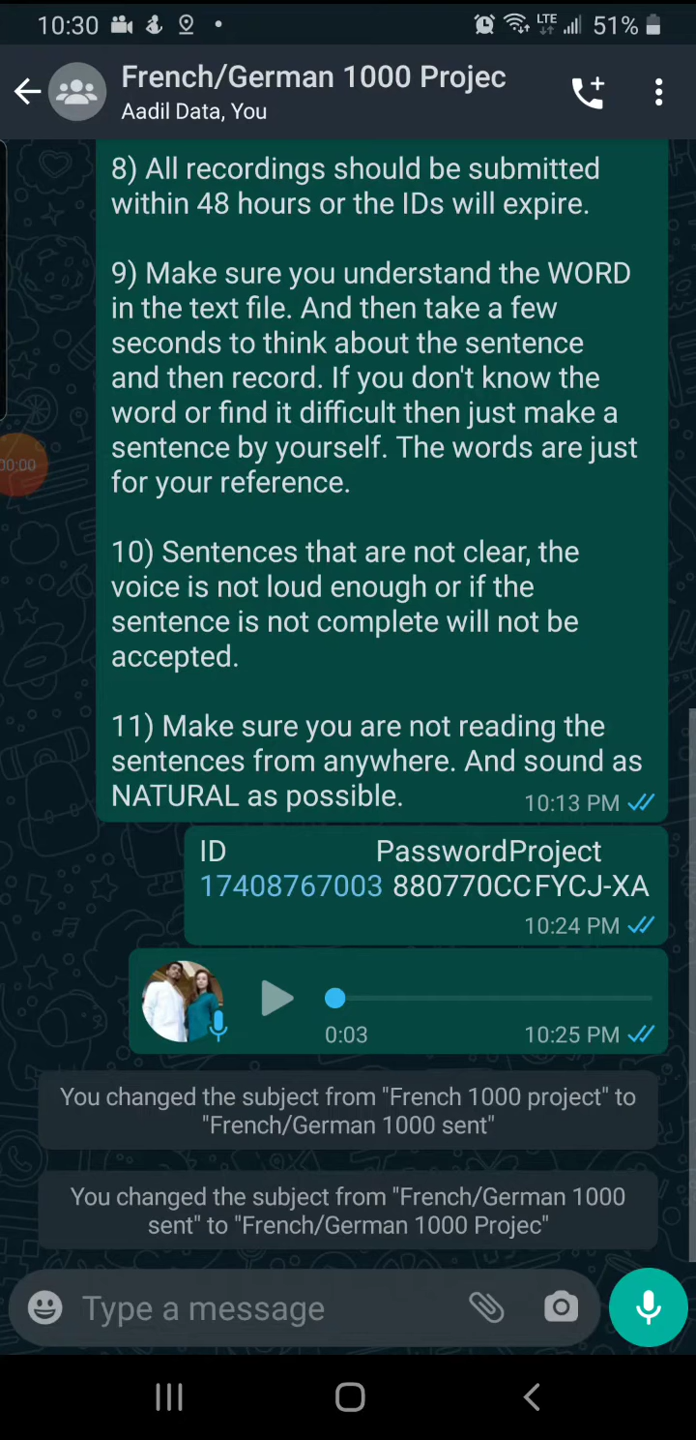 10:30 LTE 51%
French/German 1000 Projec
Aadil Data, You
8) All recordings should be submitted
within 48 hours or the IDs will expire.
9) Make sure you understand the WORD
in the text file. And then take a few
seconds to think about the sentence
and then record. If you don't know the
word or find it difficult then just make a
sentence by yourself. The words are just
for your reference.
00:00
10) Sentences that are not clear, the
voice is not loud enough or if the
sentence is not complete will not be
accepted.
11) Make sure you are not reading the
sentences from anywhere. And sound as
NATURAL as possible. 10:13 PM
ID PasswordProject
17408767003 880770CCFYCJ-XA
10:24 PM
0:03 10:25 PM
You changed the subject from "French 1000 project" to
"French/German 1000 sent"
You changed the subject from "French/German 1000
sent" to "French/German 1000 Projec"
Type a message